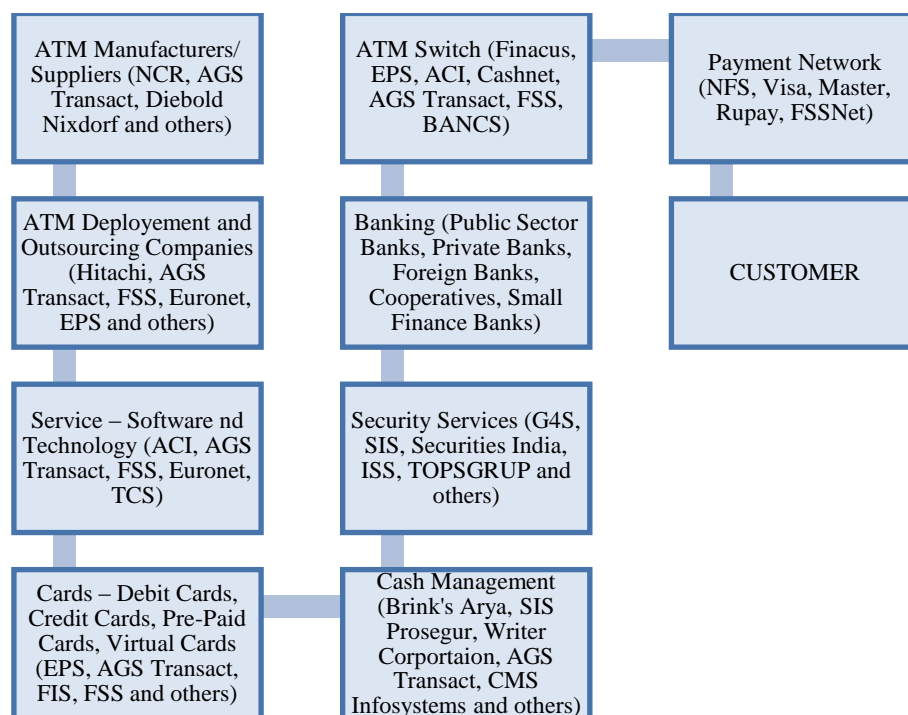 ATM Manufacturers/
Suppliers (NCR, AGS
Transact, Diebold
Nixdorf and others)
ATM Deployement and
Outsourcing Companies
(Hitachi, AGS
Transact, FSS, Euronet,
EPS and others)
Service – Software nd
Technology (ACI, AGS
Transact, FSS, Euronet,
TCS)
Cards – Debit Cards,
Credit Cards, Pre-Paid
Cards, Virtual Cards
(EPS, AGS Transact,
FIS, FSS and others)
Cash Management
(Brink's Arya, SIS
Prosegur, Writer
Corportaion, AGS
Transact, CMS
Infosystems and others)
Security Services (G4S,
SIS, Securities India,
ISS, TOPSGRUP and
others)
Banking (Public Sector
Banks, Private Banks,
Foreign Banks,
Cooperatives, Small
Finance Banks)
ATM Switch (Finacus,
EPS, ACI, Cashnet,
AGS Transact, FSS,
BANCS)
Payment Network
(NFS, Visa, Master,
Rupay, FSSNet)
CUSTOMER